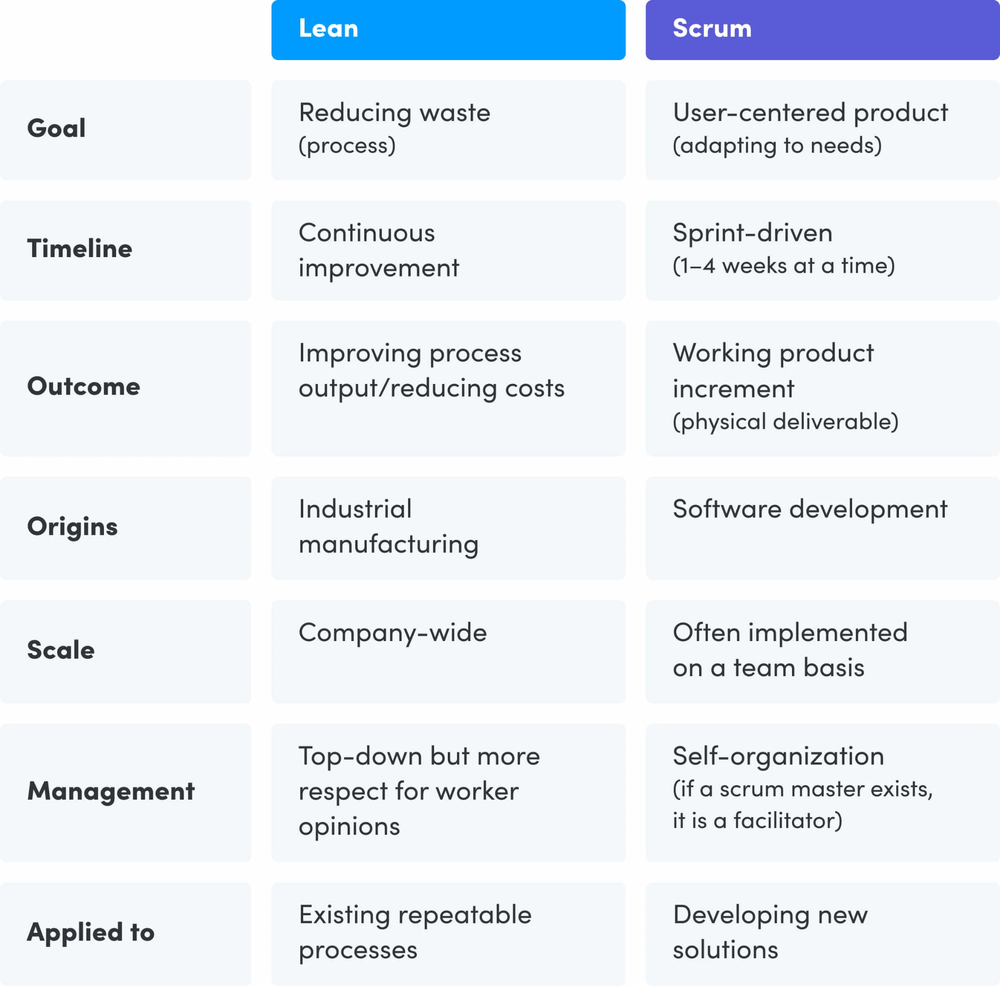 Lean
Scrum
Goal
Reducing waste
(process)
User-centered product
(adapting to needs)
Timeline
Continuous
improvement
Sprint-driven
(1–4 weeks at a time)
Outcome
Improving process
output/reducing costs
Working product
increment
(physical deliverable)
Origins
Industrial
manufacturing
Software development
Scale
Company-wide
Often implemented
on a team basis
Management
Top-down but more
respect for worker
opinions
Self-organization
(if a scrum master exists,
it is a facilitator)
Applied to
Existing repeatable
processes
Developing new
solutions